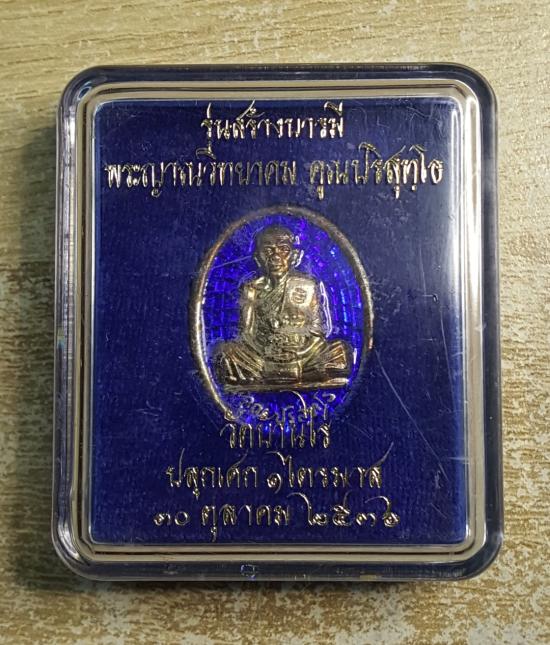 รุ่นสร้างบารมี
พระญาณวิทยาคม คูณปริสุทโธ
วัดบ้านไร่
ปลุกเศก ๑ ไตรมาส
๓๐ ตุลาคม ๒๕๓๖